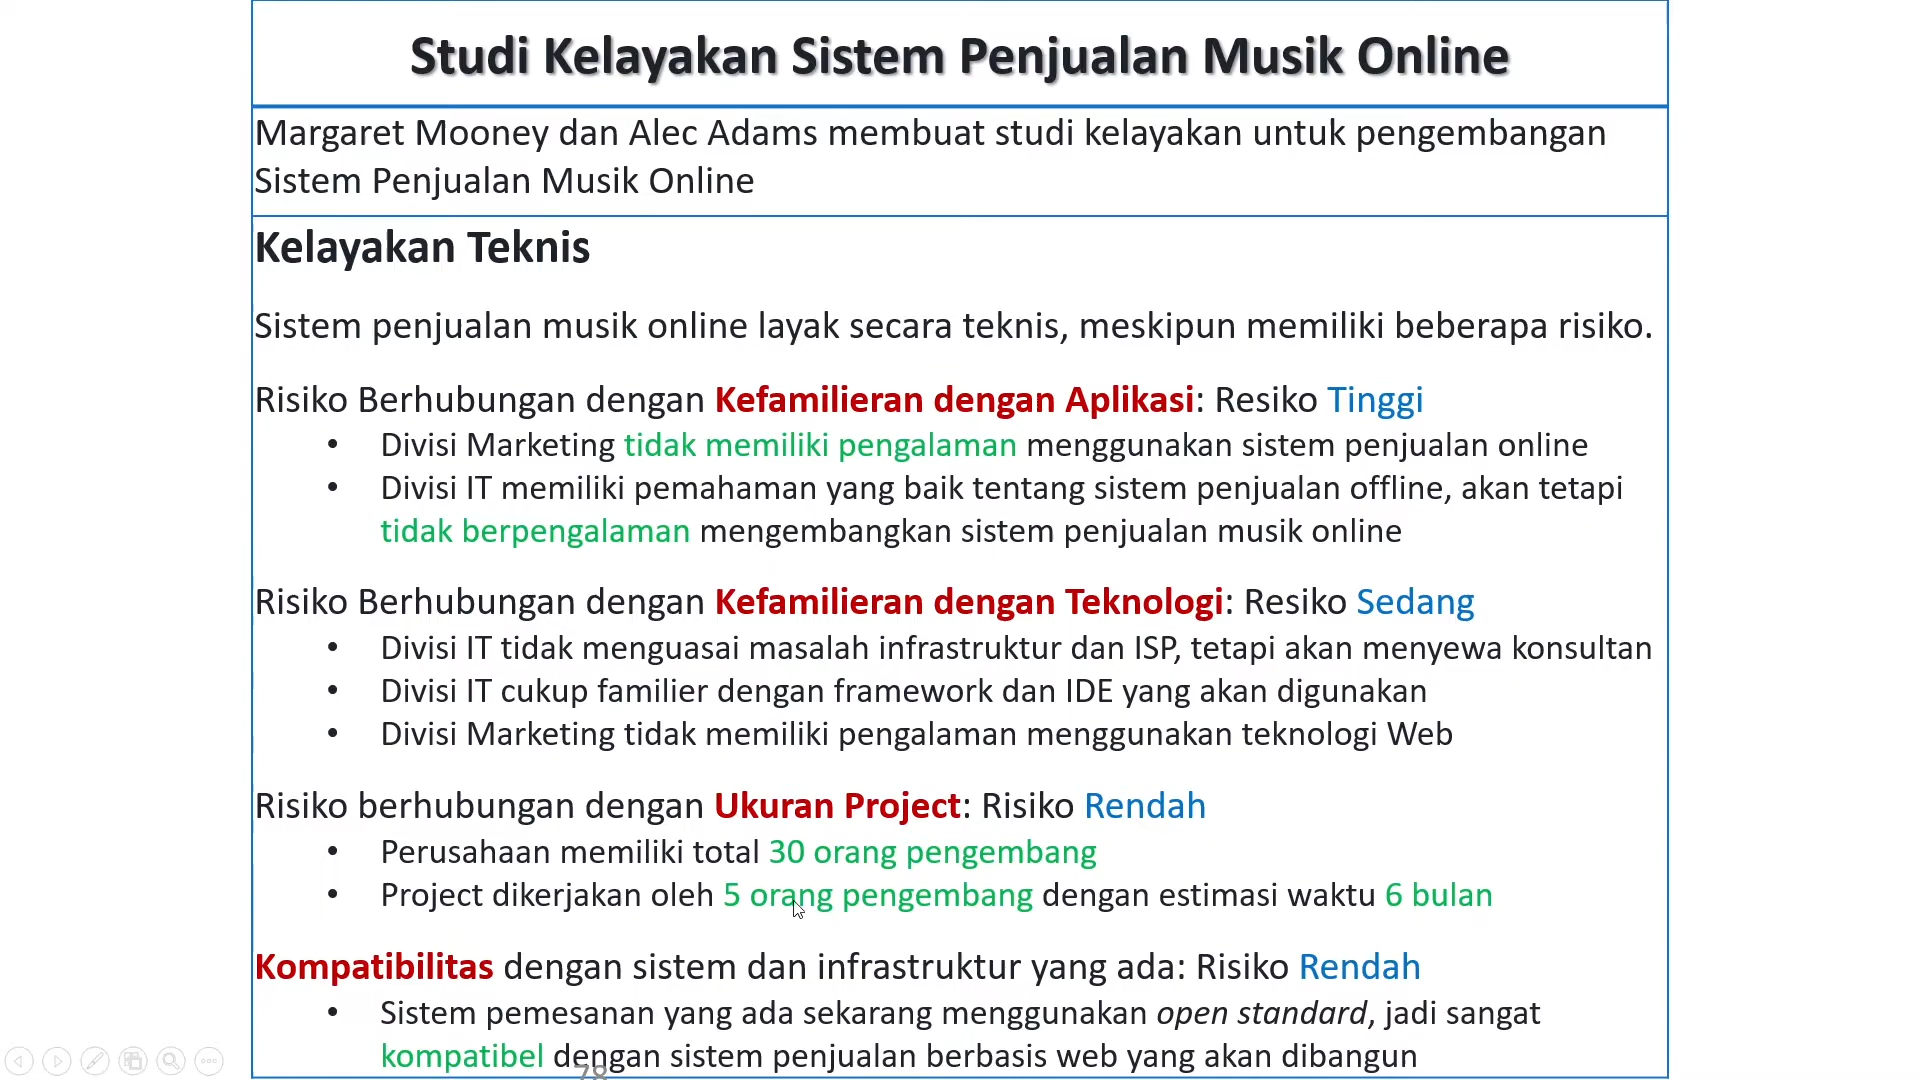 Studi Kelayakan Sistem Penjualan Musik Online
Margaret Mooney dan Alec Adams membuat studi kelayakan untuk pengembangan
Sistem Penjualan Musik Online
Kelayakan Teknis
Sistem penjualan musik online layak secara teknis, meskipun memiliki beberapa risiko.
Risiko Berhubungan dengan Kefamilieran dengan Aplikasi: Resiko Tinggi
• Divisi Marketing tidak memiliki pengalaman menggunakan sistem penjualan online
• Divisi IT memiliki pemahaman yang baik tentang sistem penjualan offline, akan tetapi
tidak berpengalaman mengembangkan sistem penjualan musik online
Risiko Berhubungan dengan Kefamilieran dengan Teknologi: Resiko Sedang
• Divisi IT tidak menguasai masalah infrastruktur dan ISP, tetapi akan menyewa konsultan
• Divisi IT cukup familier dengan framework dan IDE yang akan digunakan
• Divisi Marketing tidak memiliki pengalaman menggunakan teknologi Web
Risiko berhubungan dengan Ukuran Project: Risiko Rendah
• Perusahaan memiliki total 30 orang pengembang
• Project dikerjakan oleh 5 orang pengembang dengan estimasi waktu 6 bulan
Kompatibilitas dengan sistem dan infrastruktur yang ada: Risiko Rendah
• Sistem pemesanan yang ada sekarang menggunakan open standard, jadi sangat
kompatibel dengan sistem penjualan berbasis web yang akan dibangun
78